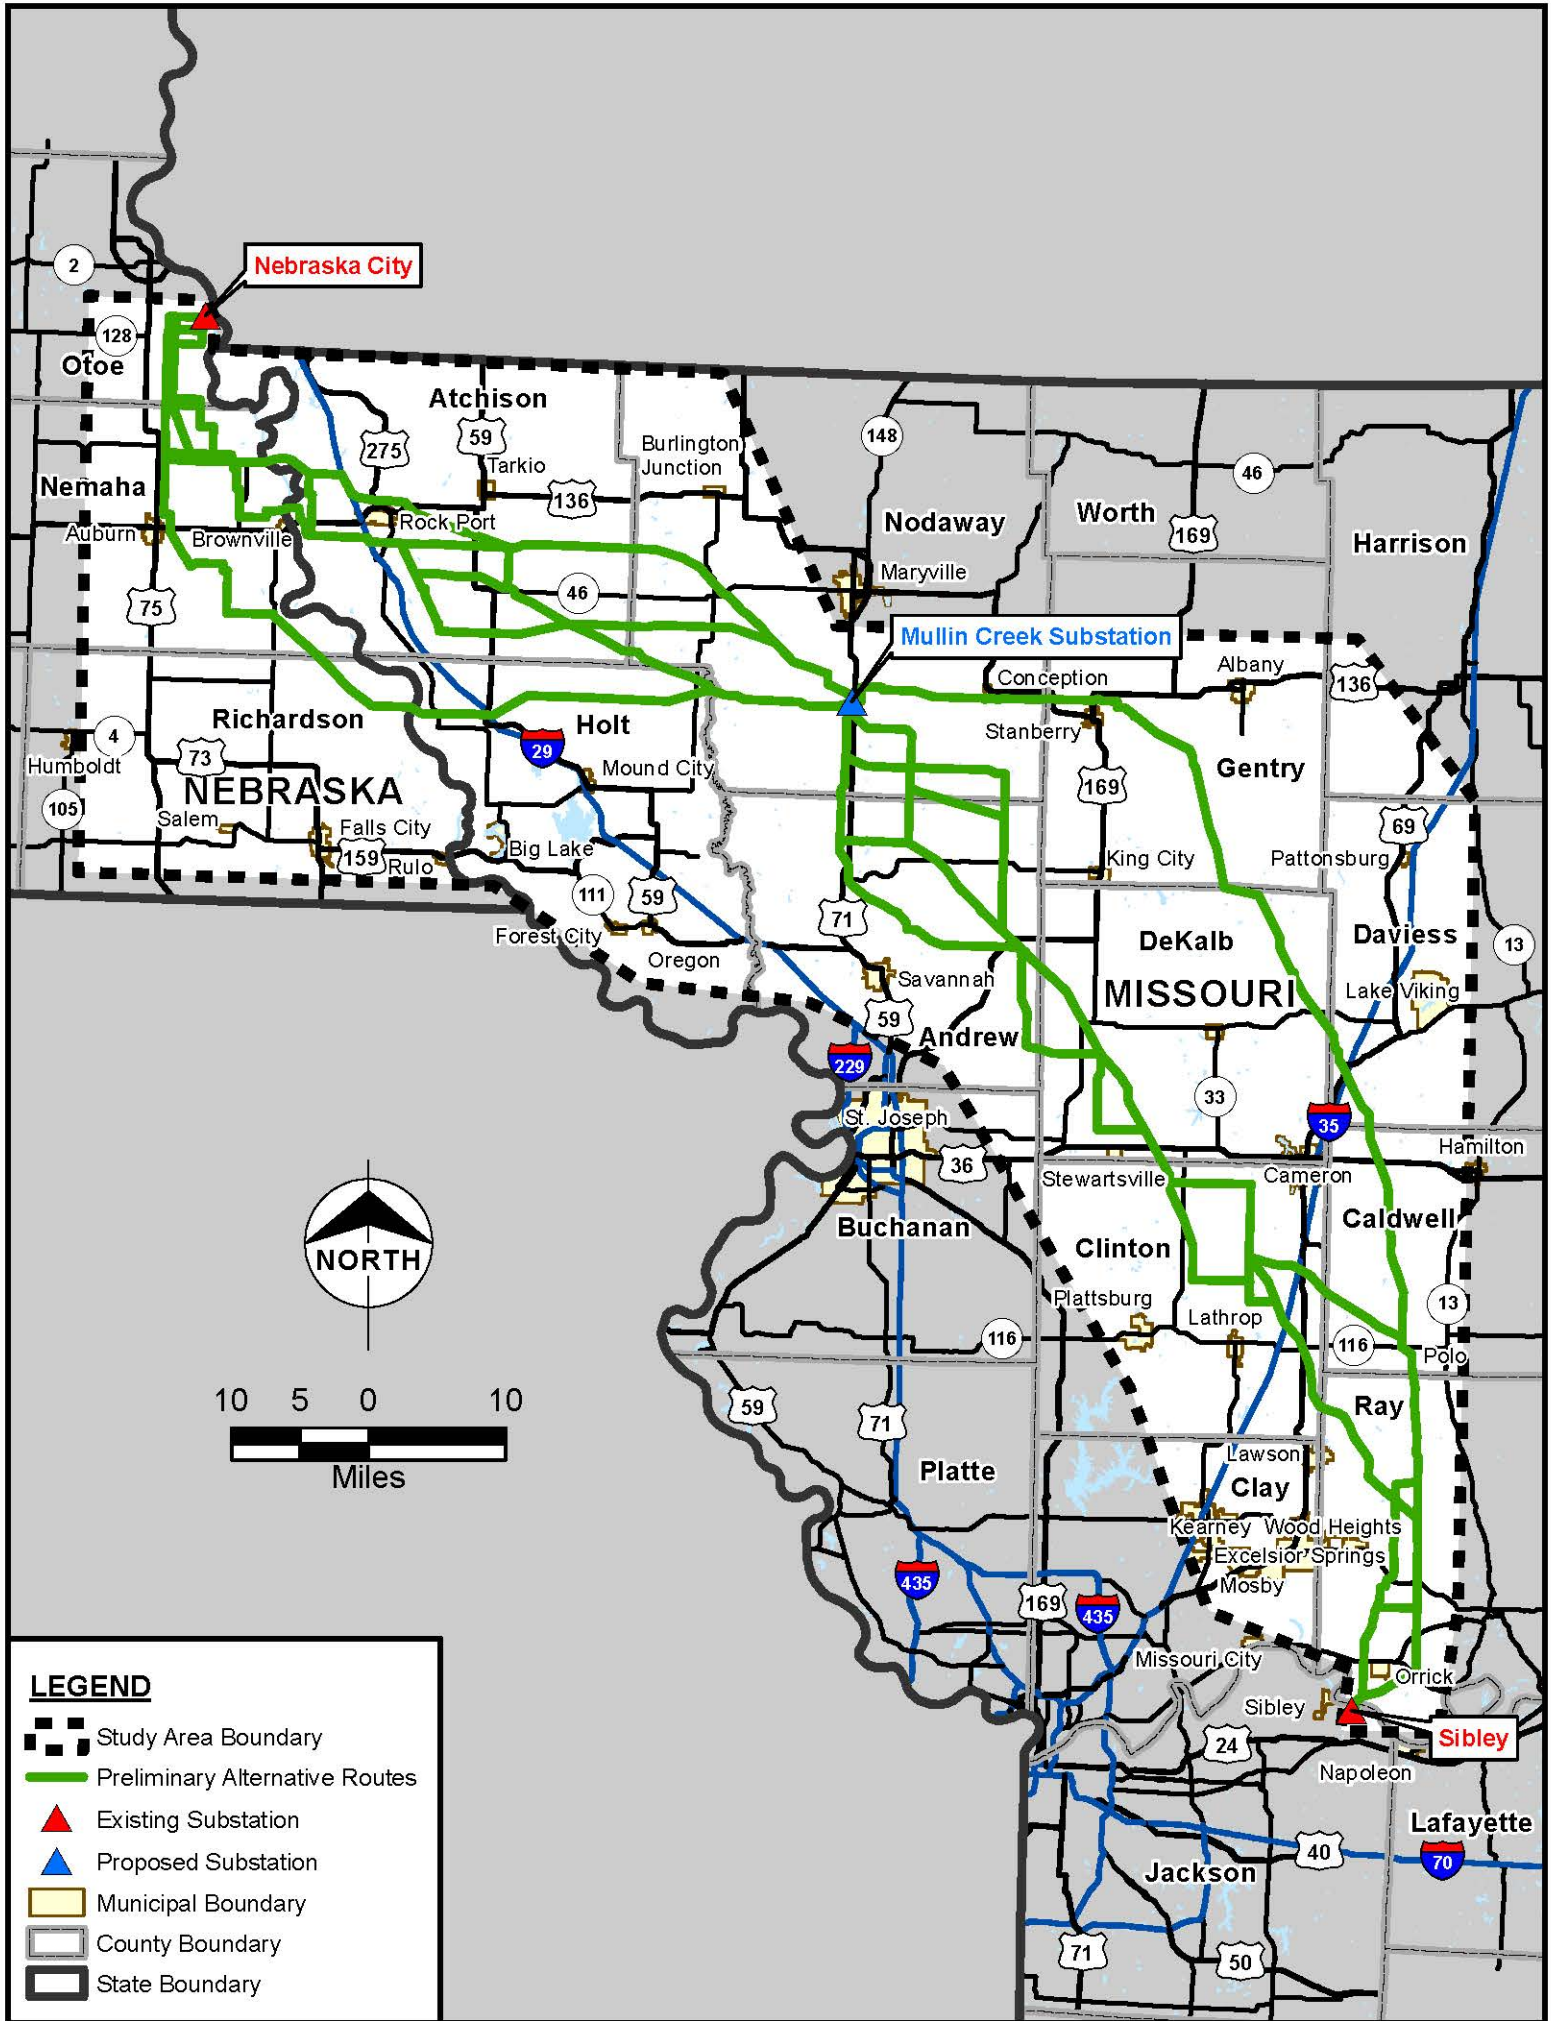 2
Nebraska City
128
Otoe
Atchison
275
59
Tarkio
Burlington
Junction
148
136
46
Nemaha
Auburn
Brownville
Rock Port
Nodaway
Worth
169
Harrison
Maryville
75
46
Mullin Creek Substation
Conception
Albany
136
Richardson
Holt
Stanberry
4
73
29
Humboldt
Mound City
Gentry
NEBRASKA
169
105
Salem
Falls City
159
Rulo
Big Lake
King City
69
Pattonsburg
111
59
71
Forest City
Oregon
Savannah
DeKalb
Daviess
13
MISSOURI
Lake Viking
59
Andrew
229
33
35
St. Joseph
36
Hamilton
Stewartsville
Cameron
Buchanan
Caldwell
Clinton
NORTH
Plattsburg
Lathrop
13
116
116
Polo
10 5 0 10
Miles
59
71
Ray
Platte
Lawson
Clay
Kearney
Wood Heights
Excelsior Springs
Mosby
435
169
435
Missouri City
Orrick
Sibley
Sibley
24
Napoleon
Lafayette
40
70
Jackson
71
50
LEGEND
Study Area Boundary
Preliminary Alternative Routes
Existing Substation
Proposed Substation
Municipal Boundary
County Boundary
State Boundary